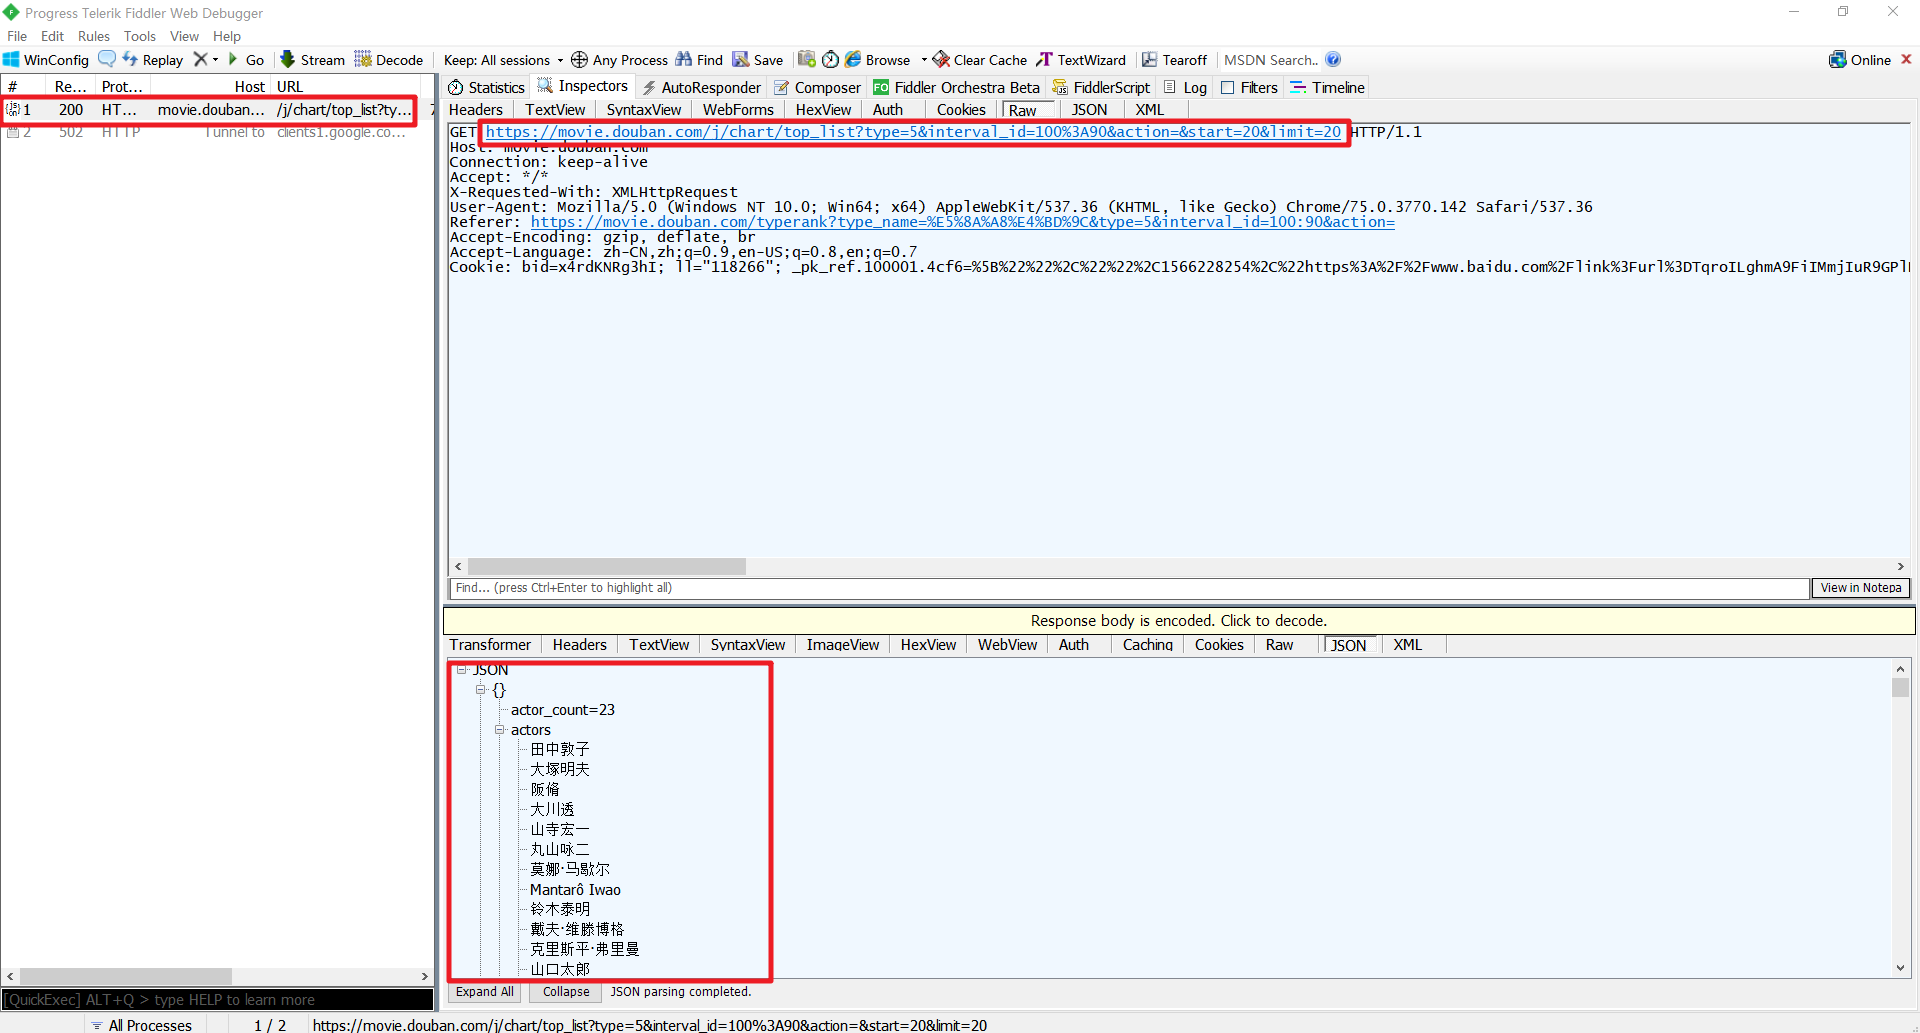 Progress Telerik Fiddler Web Debugger
File Edit Rules Tools View Help
WinConfig Replay Go Stream Decode Keep: All sessions Any Process Find Save Browse Clear Cache TextWizard Tearoff MSDN Search.. Online
# Re... Prot... Host URL
1 200 HT... movie.douban... /j/chart/top_list?ty... 7
2 502 HTTP Tunnel to clients1.google.co...
Statistics Inspectors AutoResponder Composer FO Fiddler Orchestra Beta FiddlerScript Log Filters Timeline
Headers TextView SyntaxView WebForms HexView Auth Cookies Raw JSON XML
GET https://movie.douban.com/j/chart/top_list?type=5&interval_id=100%3A90&action=&start=20&limit=20 HTTP/1.1
Host: movie.douban.com
Connection: keep-alive
Accept: */*
X-Requested-With: XMLHttpRequest
User-Agent: Mozilla/5.0 (Windows NT 10.0; Win64; x64) AppleWebKit/537.36 (KHTML, like Gecko) Chrome/75.0.3770.142 Safari/537.36
Referer: https://movie.douban.com/typerank?type_name=%E5%8A%A8%E4%BD%9C&type=5&interval_id=100:90&action=
Accept-Encoding: gzip, deflate, br
Accept-Language: zh-CN,zh;q=0.9,en-US;q=0.8,en;q=0.7
Cookie: bid=x4rdKNRg3hI; ll="118266"; _pk_ref.100001.4cf6=%5B%22%22%2C%22%22%2C1566228254%2C%22https%3A%2F%2Fwww.baidu.com%2Flink%3Furl%3DTqroILghmA9FiIMmjIuR9GPl
Find... (press Ctrl+Enter to highlight all)
View in Notepa
Response body is encoded. Click to decode.
Transformer Headers TextView SyntaxView ImageView HexView WebView Auth Caching Cookies Raw JSON XML
JSON
{}
actor_count=23
actors
田中敦子
大塚明夫
阪脩
大川透
山寺宏一
丸山咏二
莫娜·马歇尔
Mantarô Iwao
铃木泰明
戴夫·维滕博格
克里斯平·弗里曼
山口太郎
Expand All Collapse JSON parsing completed.
[QuickExec] ALT+Q > type HELP to learn more
All Processes 1 / 2 https://movie.douban.com/j/chart/top_list?type=5&interval_id=100%3A90&action=&start=20&limit=20